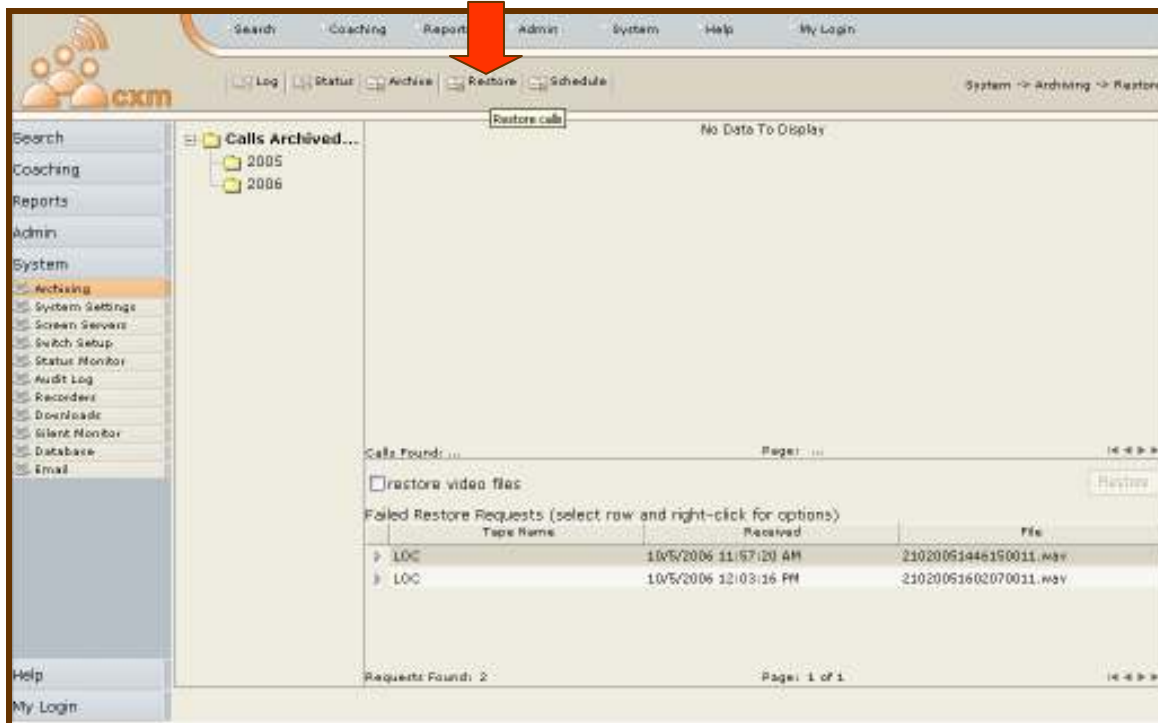 Search Coaching Reports Admin System Help My Login
cxm
Log Status Archive Restore Schedule
System -> Archiving -> Restore
Restore calls
Search
Coaching
Reports
Admin
System
Archiving
System Settings
Screen Servers
Switch Setup
Status Monitor
Audit Log
Recorders
Downloads
Silent Monitor
Database
Email
Help
My Login
Calls Archived...
2005
2006
No Data To Display
Calls Found: ... Page: ...
restore video files
Restore
Failed Restore Requests (select row and right-click for options)
Tape Name Received File
LOC 10/5/2006 11:57:20 AM 21020051446150011.wav
LOC 10/5/2006 12:03:16 PM 21020051602070011.wav
Requests Found: 2 Page: 1 of 1